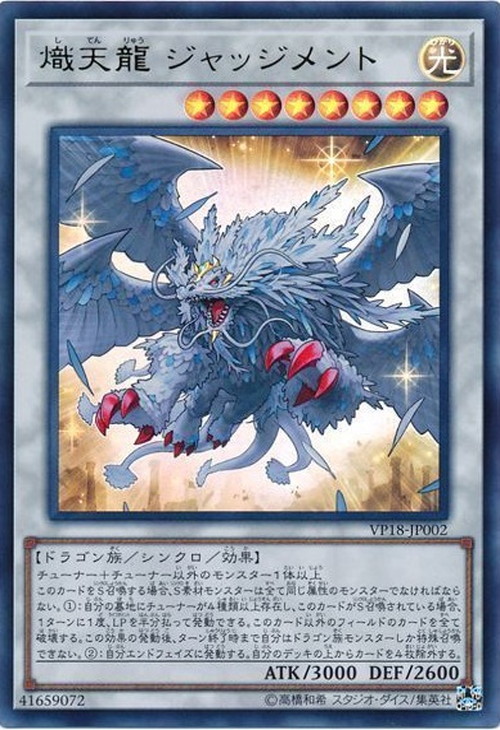 熾天龍 ジャッジメント
光
VP18-JP002
【ドラゴン族／シンクロ／効果】
チューナー＋チューナー以外のモンスター１体以上
このカードをS召喚する場合、S素材モンスターは全て同じ属性のモンスターでなければなら
ない。①：自分の墓地にチューナーが４種類以上存在し、このカードがS召喚されている場合、
１ターンに１度、LPを半分払って発動できる。このカード以外のフィールドのカードを全て
破壊する。この効果の発動後、ターン終了時まで自分はドラゴン族モンスターしか特殊召喚
できない。②：自分エンドフェイズに発動する。自分のデッキの上からカードを４枚除外する。
ATK/3000 DEF/2600
41659072
©高橋和希 スタジオ・ダイス/集英社